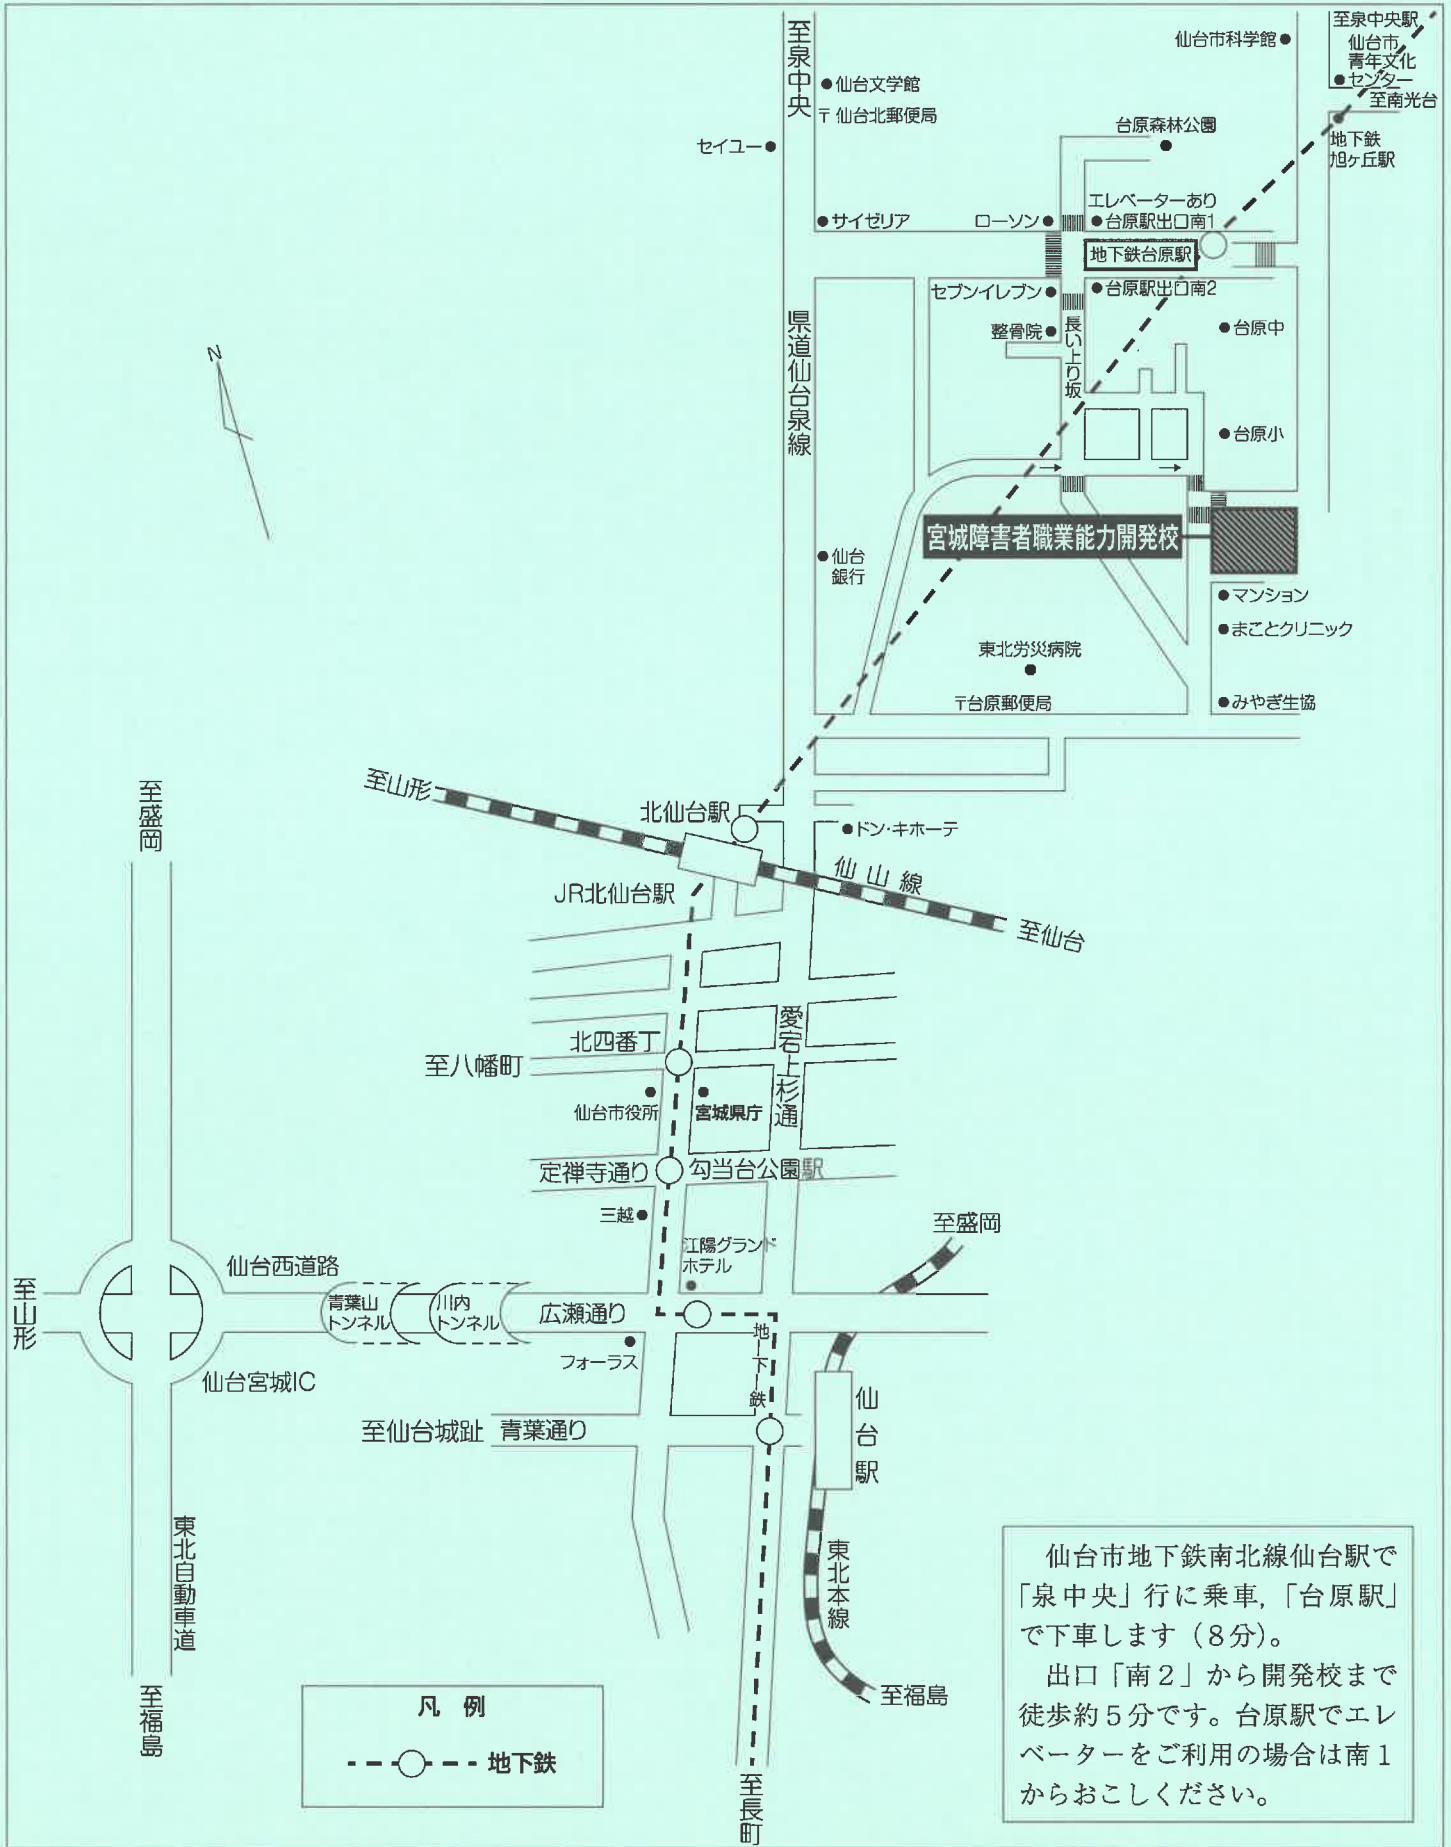 至泉中央
仙台市科学館
至泉中央駅
仙台市
青年文化
センター
至南光台
地下鉄
旭ヶ丘駅
仙台文学館
〒仙台北郵便局
セイユー
台原森林公園
エレベーターあり
サイゼリア
ローソン
台原駅出口南1
地下鉄台原駅
セブンイレブン
台原駅出口南2
整骨院
長い上り坂
台原中
県道仙台泉線
台原小
N
→
→
宮城障害者職業能力開発校
仙台
銀行
マンション
まことクリニック
東北労災病院
〒台原郵便局
みやぎ生協
至山形
北仙台駅
ドン・キホーテ
仙山線
JR北仙台駅
至仙台
至盛岡
北四番丁
愛宕上杉通
至八幡町
仙台市役所
宮城県庁
定禅寺通り
勾当台公園駅
三越
至盛岡
江陽グランド
ホテル
仙台西道路
至山形
青葉山
トンネル
川内
トンネル
広瀬通り
地下鉄
フォーラス
仙台宮城IC
至仙台城趾
青葉通り
仙台駅
東北自動車道
東北本線
至福島
至福島
至長町
凡 例
地下鉄
仙台市地下鉄南北線仙台駅で
「泉中央」行に乗車,「台原駅」
で下車します（8分）。
出口「南２」から開発校まで
徒歩約５分です。台原駅でエレ
ベーターをご利用の場合は南１
からおこしください。